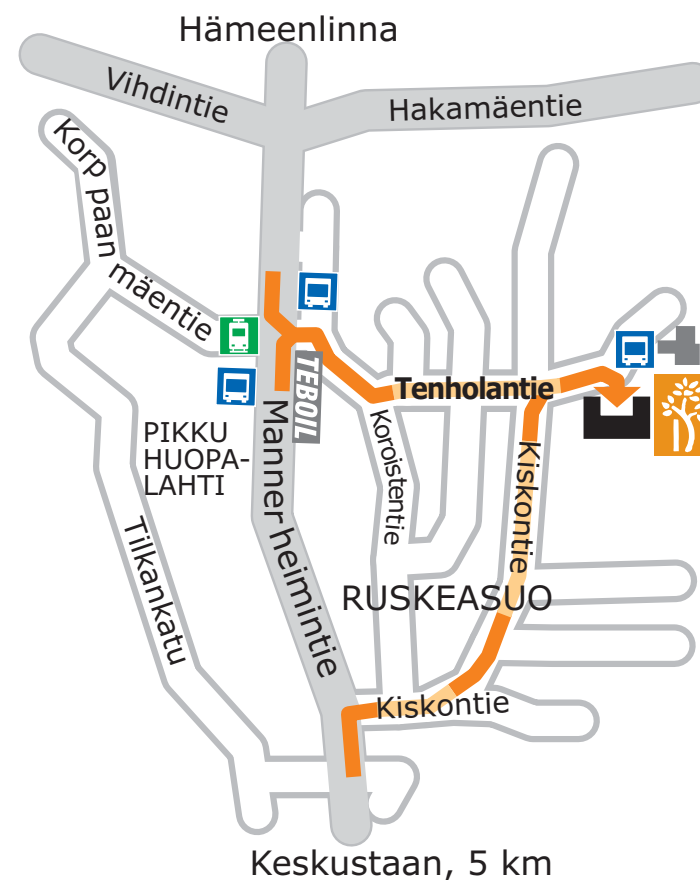 Hämeenlinna
Vihdintie
Hakamäentie
Korp paan
mäentie
TEBOIL
Tenholantie
PIKKU
HUOPA-
LAHTI
Manner heimintie
Koroistentie
Kiskontie
Tilkankatu
RUSKEASUO
Kiskontie
Keskustaan, 5 km